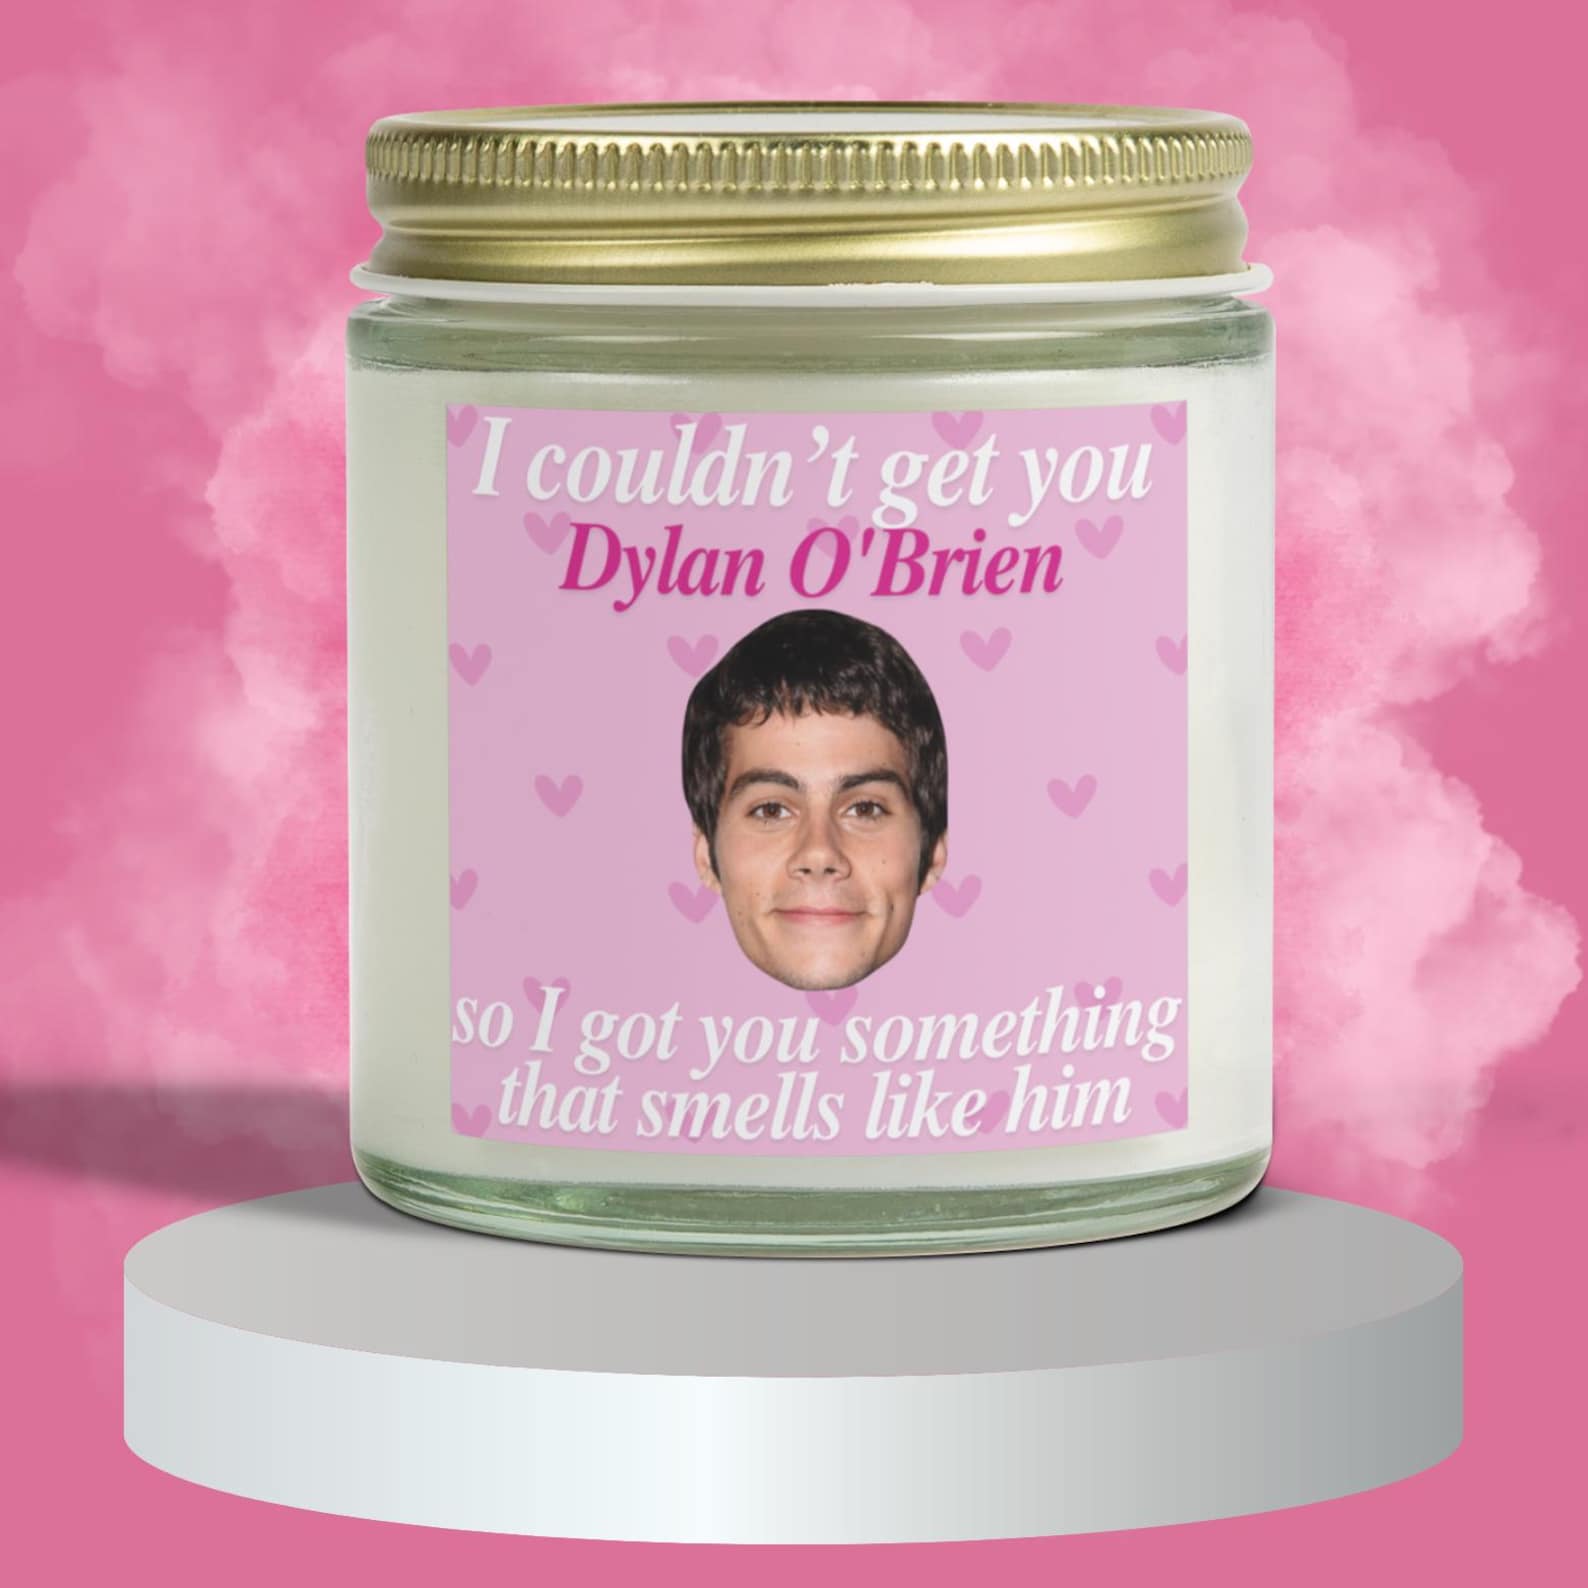 I couldn't get you
Dylan O'Brien
so I got you something
that smells like him